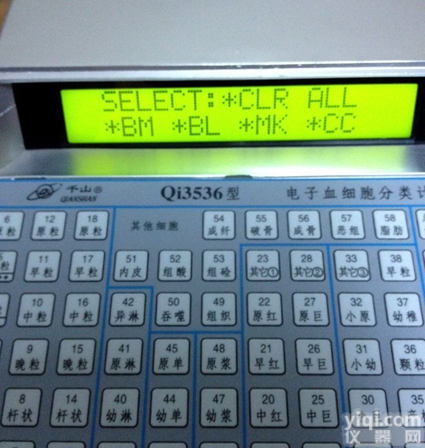 SELECT:*CLR ALL
*BM *BL *MK *CC
千山® QIANSHAN Qi3536型 电子血细胞分类计
6 12 18 其他细胞 54 55 56 57 58
原粒 原粒 成纤 破骨 成骨 恶组 脂肪
11 17 51 52 53 23 28 33 38
早粒 早粒 内皮 组酸 组硷 其它① 其它② 其它③ 早粒
10 16 42 50 49 22 27 32 37
中粒 中粒 异淋 吞噬 组织 原红 原巨 小原 幼稚
9 15 41 45 48 21 26 31 36
晚粒 晚粒 原淋 原单 原浆 早红 早巨 小幼 颗粒
8 14 40 44 47 20 25 30 35
杆状 杆状 幼淋 幼单 幼浆 中红 中巨
yiqi.com
仪器网